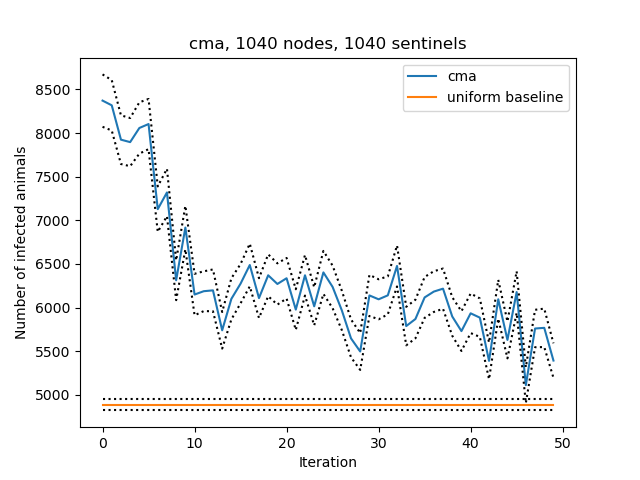 cma, 1040 nodes, 1040 sentinels
cma
uniform baseline
Number of infected animals
8500
8000
7500
7000
6500
6000
5500
5000
0 10 20 30 40 50
Iteration